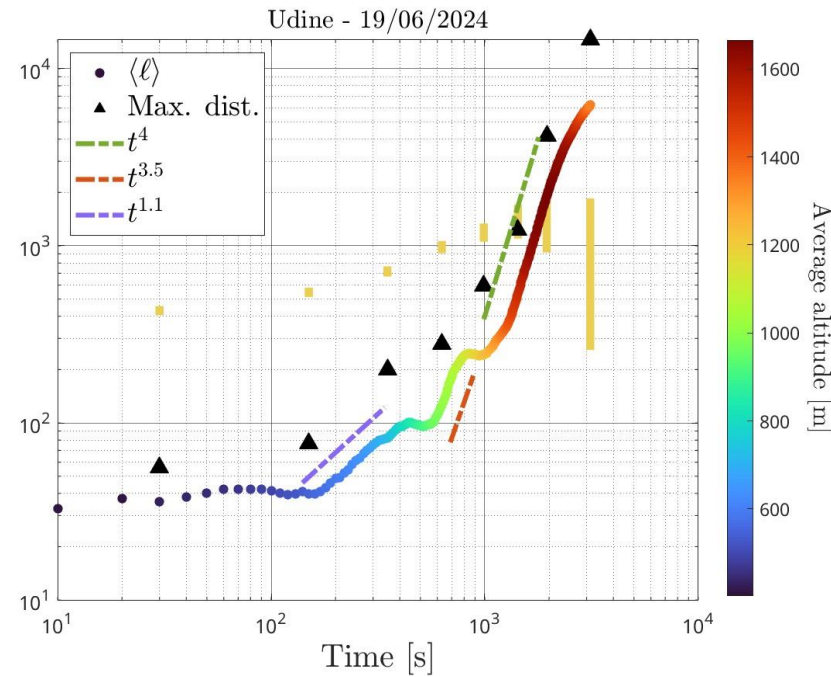 Udine - 19/06/2024
⟨ℓ⟩
Max. dist.
t^4
t^3.5
t^1.1
10^4
10^3
10^2
10^1
10^1
10^2
10^3
10^4
Time [s]
1600
1400
1200
1000
800
600
Average altitude [m]